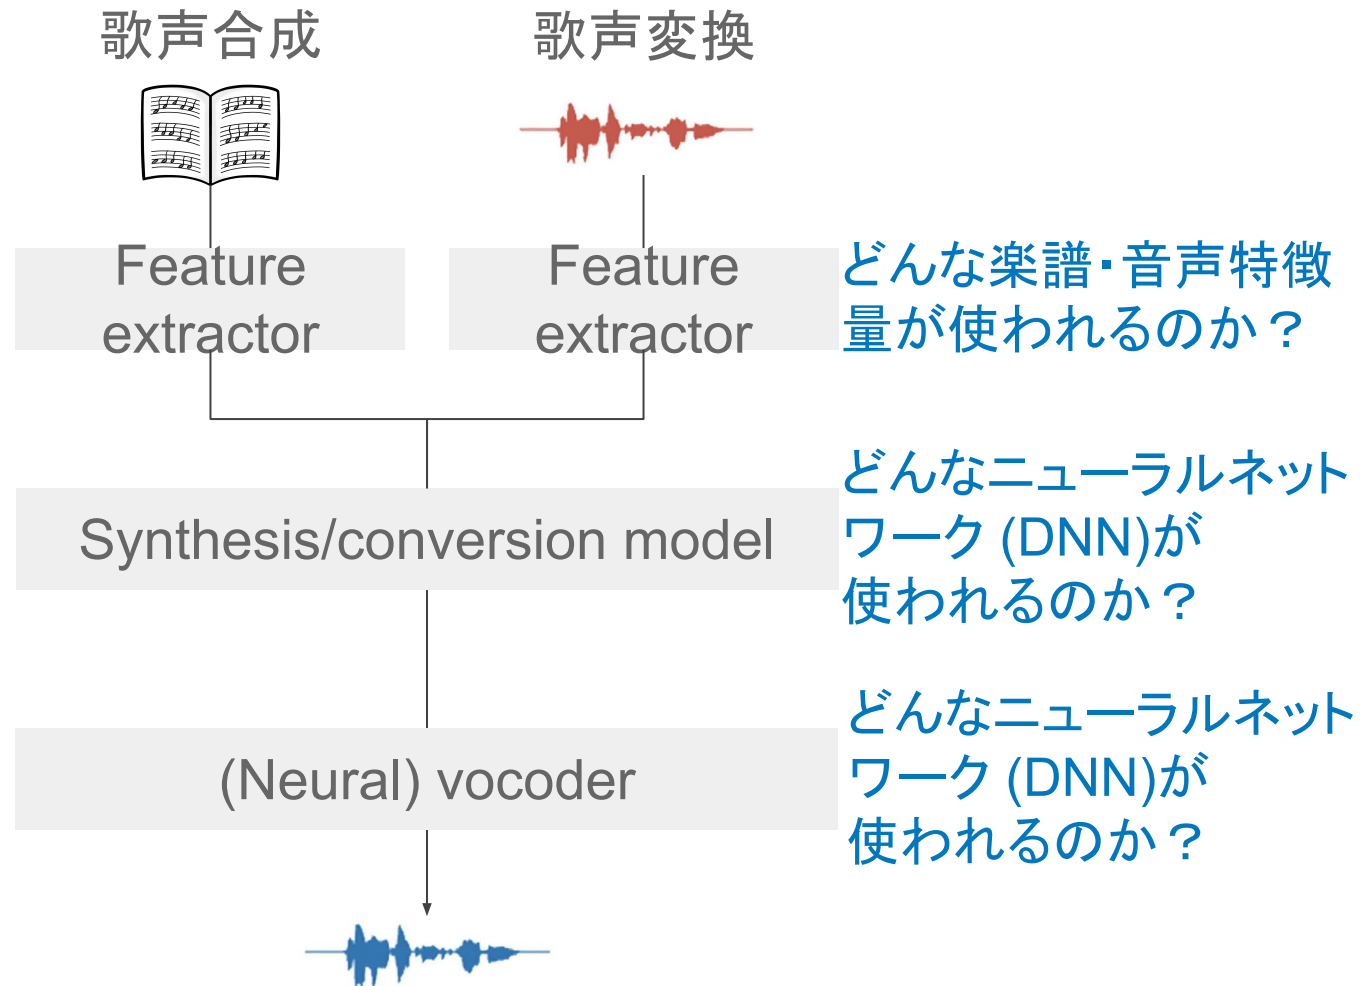 歌声合成
歌声変換
Feature
extractor
Feature
extractor
どんな楽譜・音声特徴
量が使われるのか？
Synthesis/conversion model
どんなニューラルネット
ワーク (DNN)が
使われるのか？
(Neural) vocoder
どんなニューラルネット
ワーク (DNN)が
使われるのか？